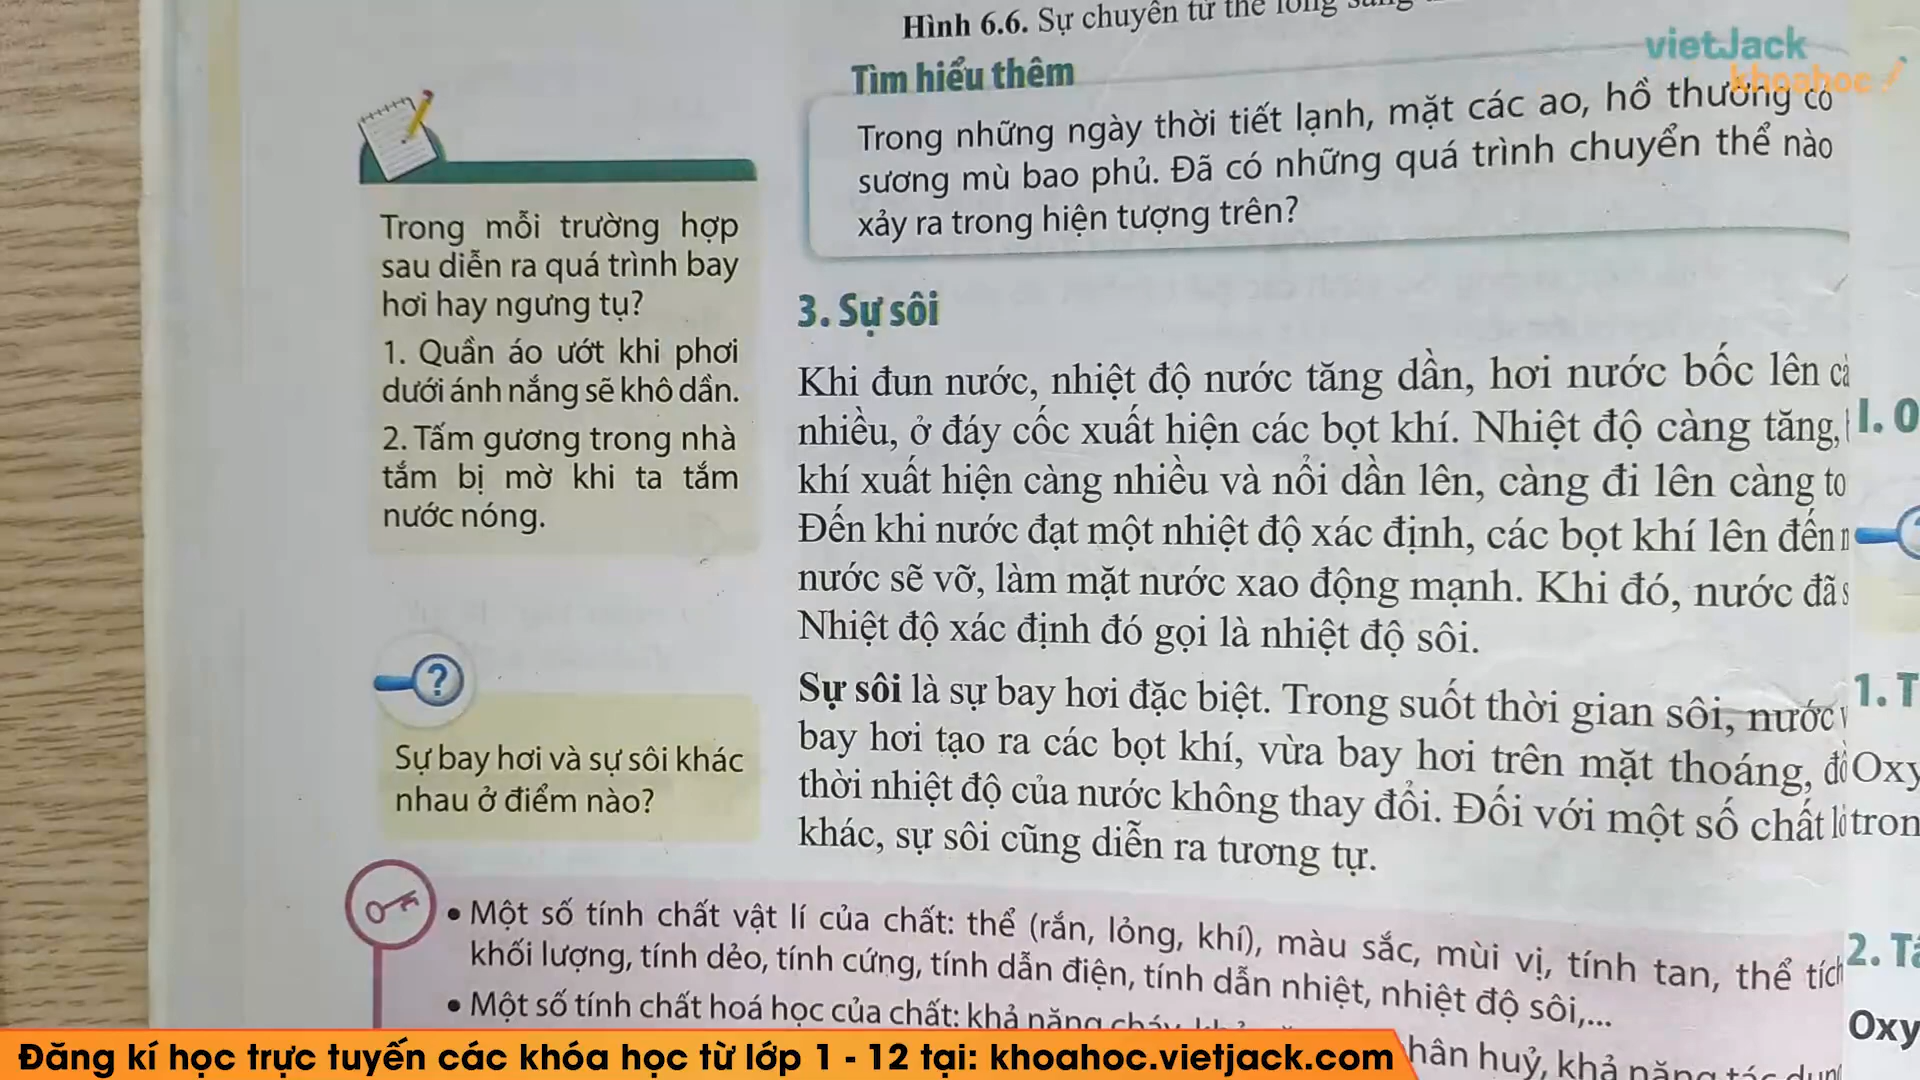 Hình 6.6. Sự chuyển từ thể lỏng
vietJack
khoahoc
Tìm hiểu thêm
Trong những ngày thời tiết lạnh, mặt các ao, hồ thường có
sương mù bao phủ. Đã có những quá trình chuyển thể nào
xảy ra trong hiện tượng trên?
Trong mỗi trường hợp
sau diễn ra quá trình bay
hơi hay ngưng tụ?
1. Quần áo ướt khi phơi
dưới ánh nắng sẽ khô dần.
2. Tấm gương trong nhà
tắm bị mờ khi ta tắm
nước nóng.
Sự bay hơi và sự sôi khác
nhau ở điểm nào?
3. Sự sôi
Khi đun nước, nhiệt độ nước tăng dần, hơi nước bốc lên
nhiều, ở đáy cốc xuất hiện các bọt khí. Nhiệt độ càng tăng,
khí xuất hiện càng nhiều và nổi dần lên, càng đi lên càng to
Đến khi nước đạt một nhiệt độ xác định, các bọt khí lên đến
nước sẽ vỡ, làm mặt nước xao động mạnh. Khi đó, nước đã
Nhiệt độ xác định đó gọi là nhiệt độ sôi.
Sự sôi là sự bay hơi đặc biệt. Trong suốt thời gian sôi, nước
bay hơi tạo ra các bọt khí, vừa bay hơi trên mặt thoáng,
thời nhiệt độ của nước không thay đổi. Đối với một số chất
khác, sự sôi cũng diễn ra tương tự.
• Một số tính chất vật lí của chất: thể (rắn, lỏng, khí), màu sắc, mùi vị, tính tan, thể tích
khối lượng, tính dẻo, tính cứng, tính dẫn điện, tính dẫn nhiệt, nhiệt độ sôi,...
• Một số tính chất hoá học của chất: khả năng cháy,
huỷ, khả năng tác
I. O
1. T
Oxy
tron
2. T
Oxy
Đăng kí học trực tuyến các khóa học từ lớp 1 - 12 tại: khoahoc.vietjack.com